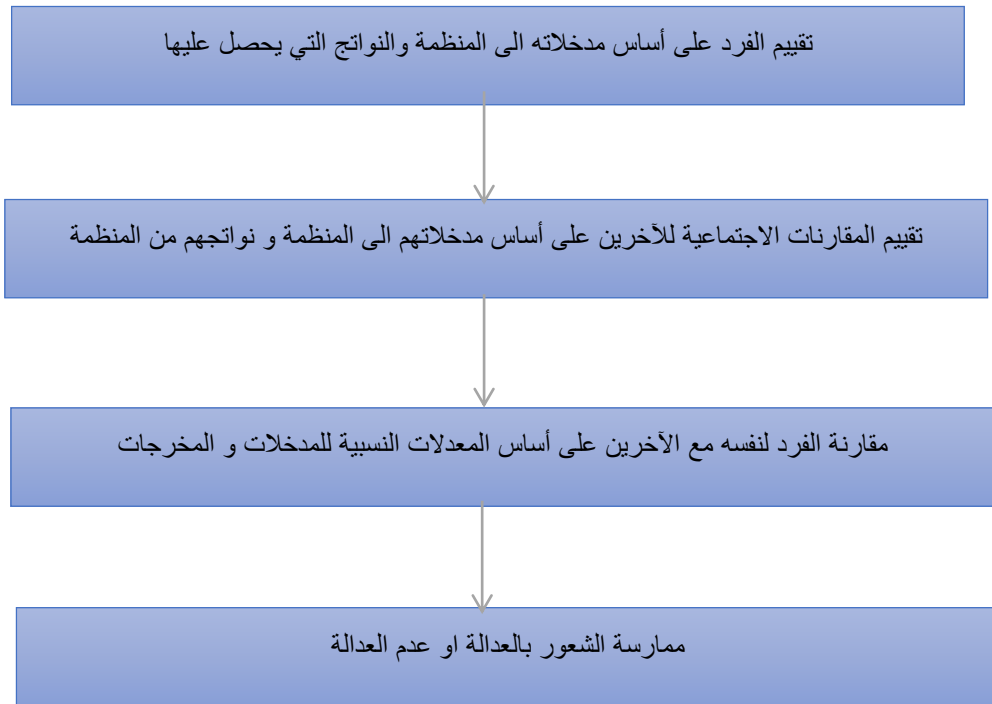 تقييم الفرد على أساس مدخلاته الى المنظمة والنواتج التي يحصل عليها
تقييم المقارنات الاجتماعية للآخرين على أساس مدخلاتهم الى المنظمة و نواتجهم من المنظمة
مقارنة الفرد لنفسه مع الآخرين على أساس المعدلات النسبية للمدخلات و المخرجات
ممارسة الشعور بالعدالة او عدم العدالة